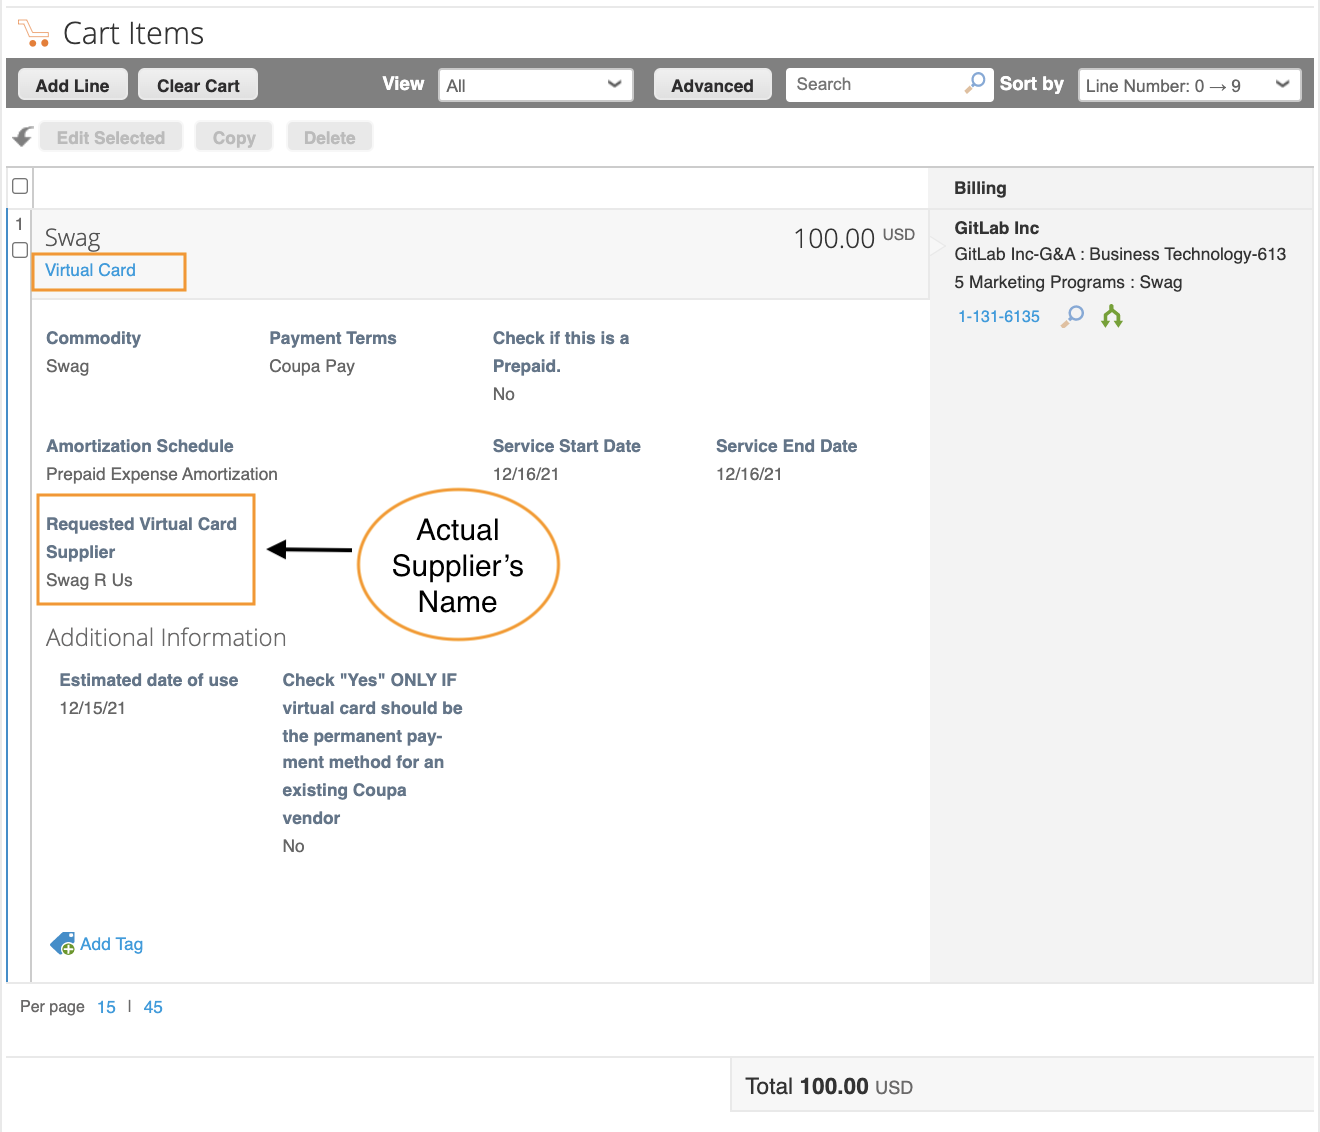 Cart Items
Add Line Clear Cart View All Advanced Search Sort by Line Number: 0 → 9
Edit Selected Copy Delete
Billing
1
Swag 100.00 USD
Virtual Card
GitLab Inc
GitLab Inc-G&A : Business Technology-613
5 Marketing Programs : Swag
1-131-6135
Commodity Payment Terms Check if this is a
Swag Coupa Pay Prepaid.
No
Amortization Schedule Service Start Date Service End Date
Prepaid Expense Amortization 12/16/21 12/16/21
Requested Virtual Card
Supplier
Swag R Us
Actual
Supplier’s
Name
Additional Information
Estimated date of use Check "Yes" ONLY IF
12/15/21 virtual card should be
the permanent pay-
ment method for an
existing Coupa
vendor
No
Add Tag
Per page 15 | 45
Total 100.00 USD